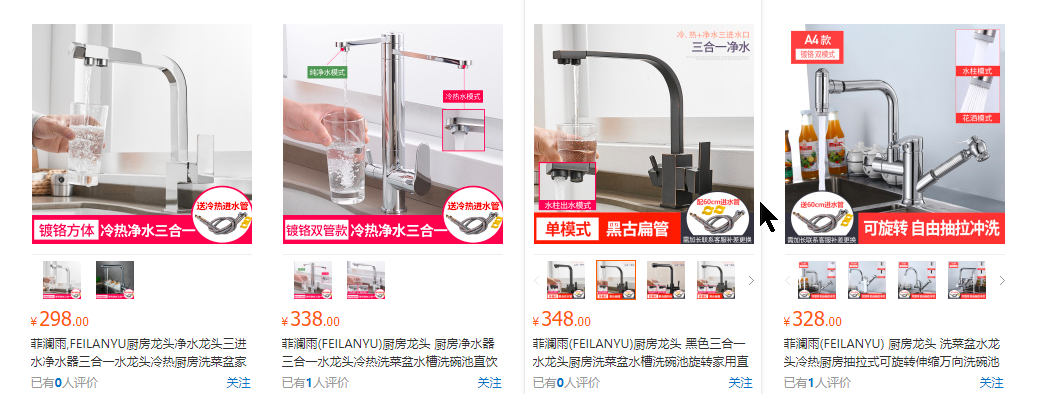 送冷热进水管
镀铬方体 冷热净水三合一
¥298.00
菲澜雨,FEILANYU厨房龙头净水龙头三进
水净水器三合一水龙头冷热厨房洗菜盆家
已有0人评价 关注
纯净水模式
冷热水模式
送冷热进水管
镀铬双管款 冷热净水三合一
¥338.00
菲澜雨(FEILANYU)厨房龙头 厨房净水器
三合一水龙头冷热洗菜盆水槽洗碗池直饮
已有1人评价 关注
冷、热+净水三进水口
三合一净水
水柱出水模式
配60cm进水管
单模式 黑古扁管
需加长联系客服补差更换
¥348.00
菲澜雨(FEILANYU) 厨房龙头 黑色三合一
水龙头厨房洗菜盆水槽洗碗池旋转家用直
已有0人评价 关注
A4款
镀铬 双模式
水柱模式
花洒模式
送60cm进水管
需加长联系客服补差更换
可旋转 自由抽拉冲洗
¥328.00
菲澜雨(FEILANYU) 厨房龙头 洗菜盆水龙
头冷热厨房抽拉式可旋转伸缩万向洗碗池
已有1人评价 关注